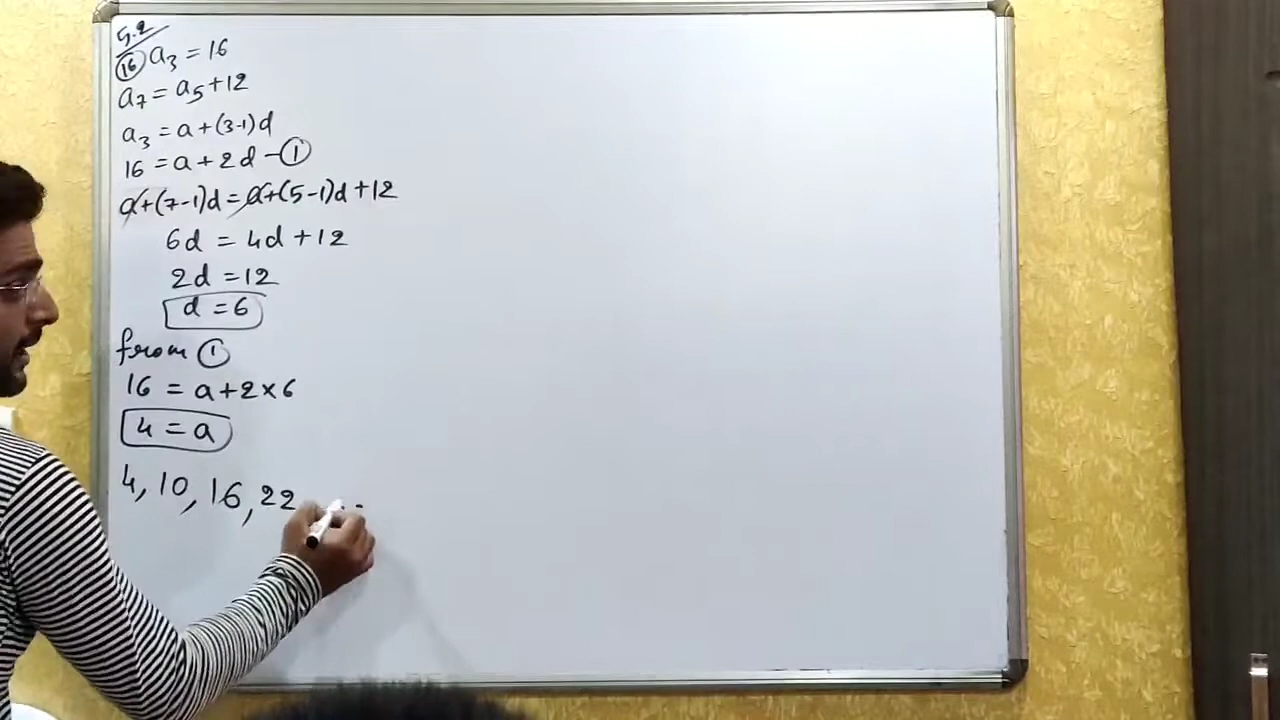 5.2
(16) a₃ = 16
a₇ = a₅ + 12
a₃ = a + (3-1)d
16 = a + 2d - (1)
a + (7-1)d = a + (5-1)d + 12
6d = 4d + 12
2d = 12
d = 6
from (1)
16 = a + 2 × 6
4 = a
4, 10, 16, 22